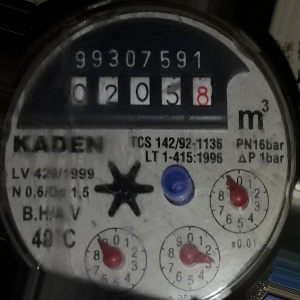 99307591
02058
m³
KADEN
TCS 142/92-1136 PN16bar
LT 1-415:1996 ΔP 1bar
LV 429/1999
N 0,6/Qp 1,5
B.H/A.V
40°C
x0.01